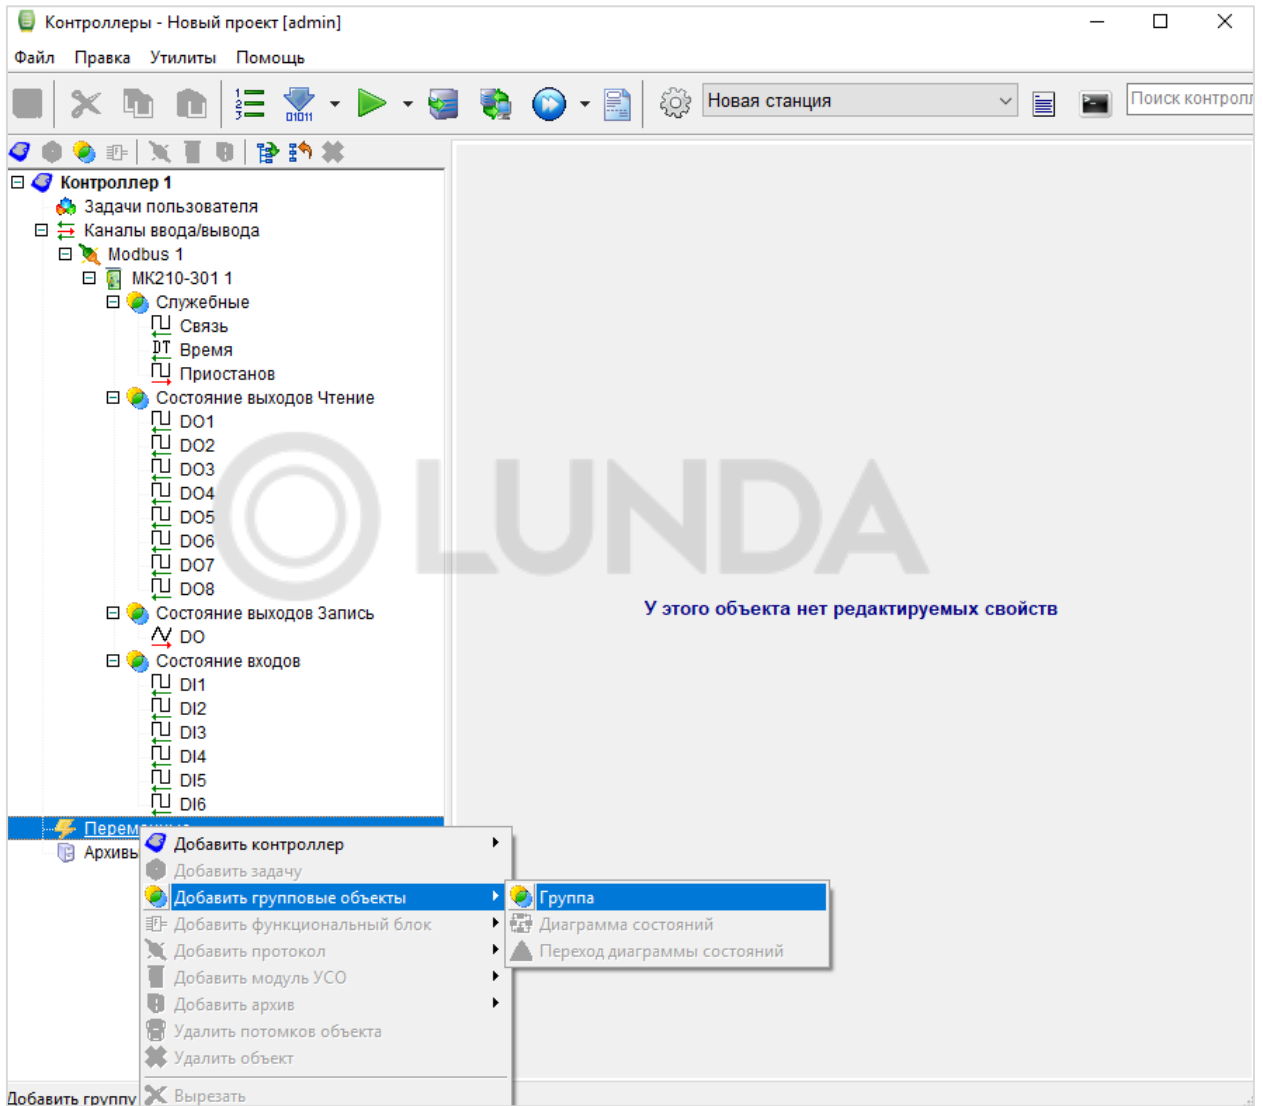 Контроллеры - Новый проект [admin]
Файл Правка Утилиты Помощь
Новая станция
Поиск контрол
Контроллер 1
Задачи пользователя
Каналы ввода/вывода
Modbus 1
МК210-301 1
Служебные
Связь
Время
Приостанов
Состояние выходов Чтение
DO1
DO2
DO3
DO4
DO5
DO6
DO7
DO8
Состояние выходов Запись
DO
Состояние входов
DI1
DI2
DI3
DI4
DI5
DI6
LUNDA
У этого объекта нет редактируемых свойств
Переменные
Архивы
Добавить контроллер
Добавить задачу
Добавить групповые объекты
Добавить функциональный блок
Добавить протокол
Добавить модуль УСО
Добавить архив
Удалить потомков объекта
Удалить объект
Вырезать
Группа
Диаграмма состояний
Переход диаграммы состояний
Добавить группу